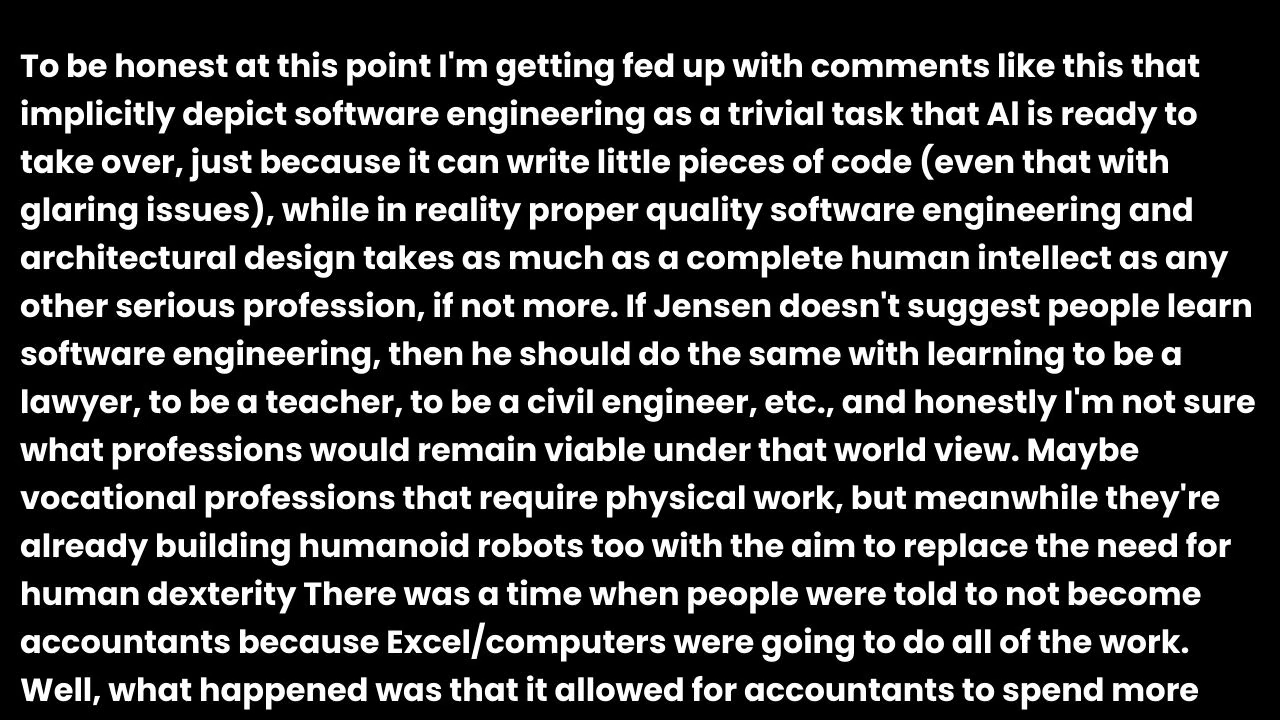 To be honest at this point I'm getting fed up with comments like this that
implicitly depict software engineering as a trivial task that AI is ready to
take over, just because it can write little pieces of code (even that with
glaring issues), while in reality proper quality software engineering and
architectural design takes as much as a complete human intellect as any
other serious profession, if not more. If Jensen doesn't suggest people learn
software engineering, then he should do the same with learning to be a
lawyer, to be a teacher, to be a civil engineer, etc., and honestly I'm not sure
what professions would remain viable under that world view. Maybe
vocational professions that require physical work, but meanwhile they're
already building humanoid robots too with the aim to replace the need for
human dexterity There was a time when people were told to not become
accountants because Excel/computers were going to do all of the work.
Well, what happened was that it allowed for accountants to spend more